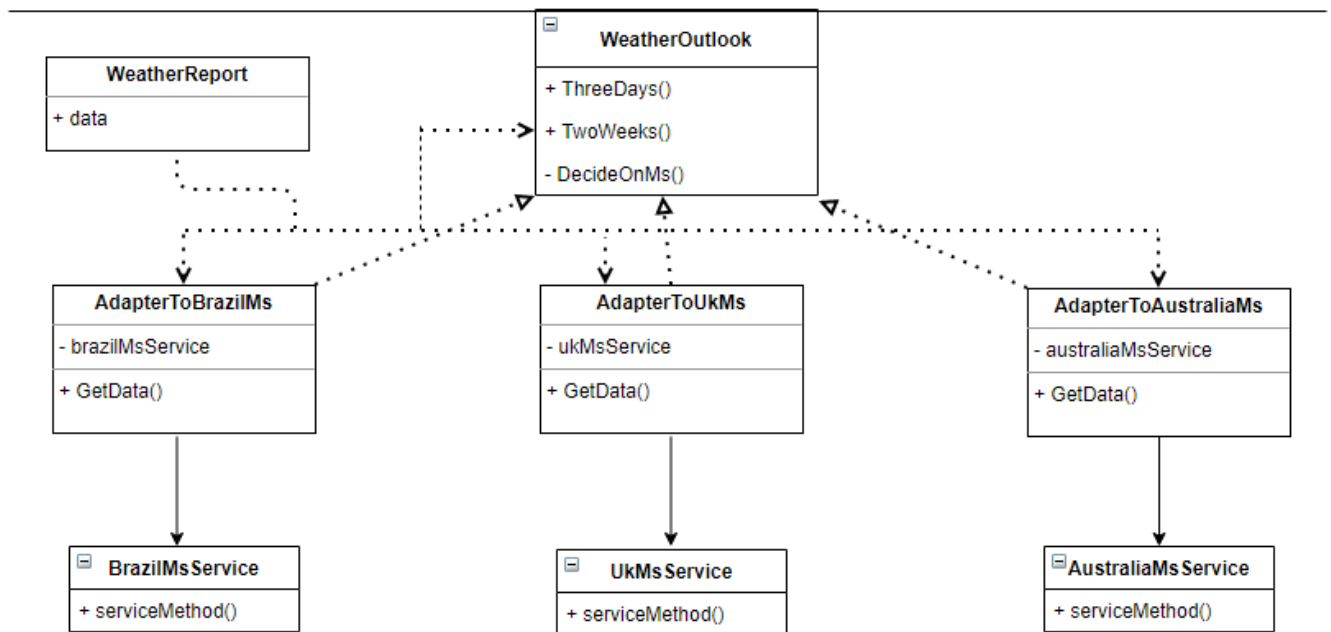 WeatherOutlook
+ ThreeDays()
+ TwoWeeks()
- DecideOnMs()
WeatherReport
+ data
AdapterToBrazilMs
- brazilMsService
+ GetData()
AdapterToUkMs
- ukMsService
+ GetData()
AdapterToAustraliaMs
- australiaMsService
+ GetData()
BrazilMsService
+ serviceMethod()
UkMsService
+ serviceMethod()
AustraliaMsService
+ serviceMethod()